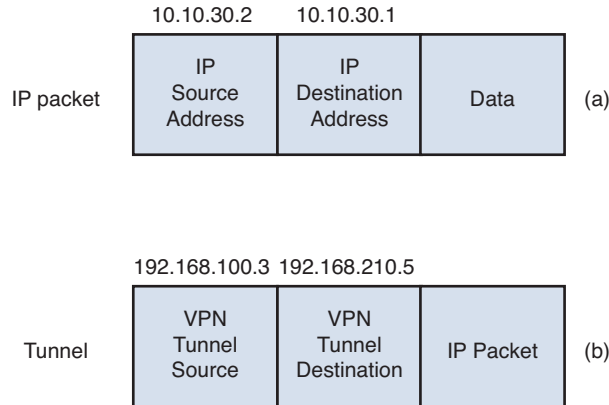 10.10.30.2 10.10.30.1
IP packet
IP
Source
Address
IP
Destination
Address
Data
(a)
192.168.100.3 192.168.210.5
Tunnel
VPN
Tunnel
Source
VPN
Tunnel
Destination
IP Packet
(b)